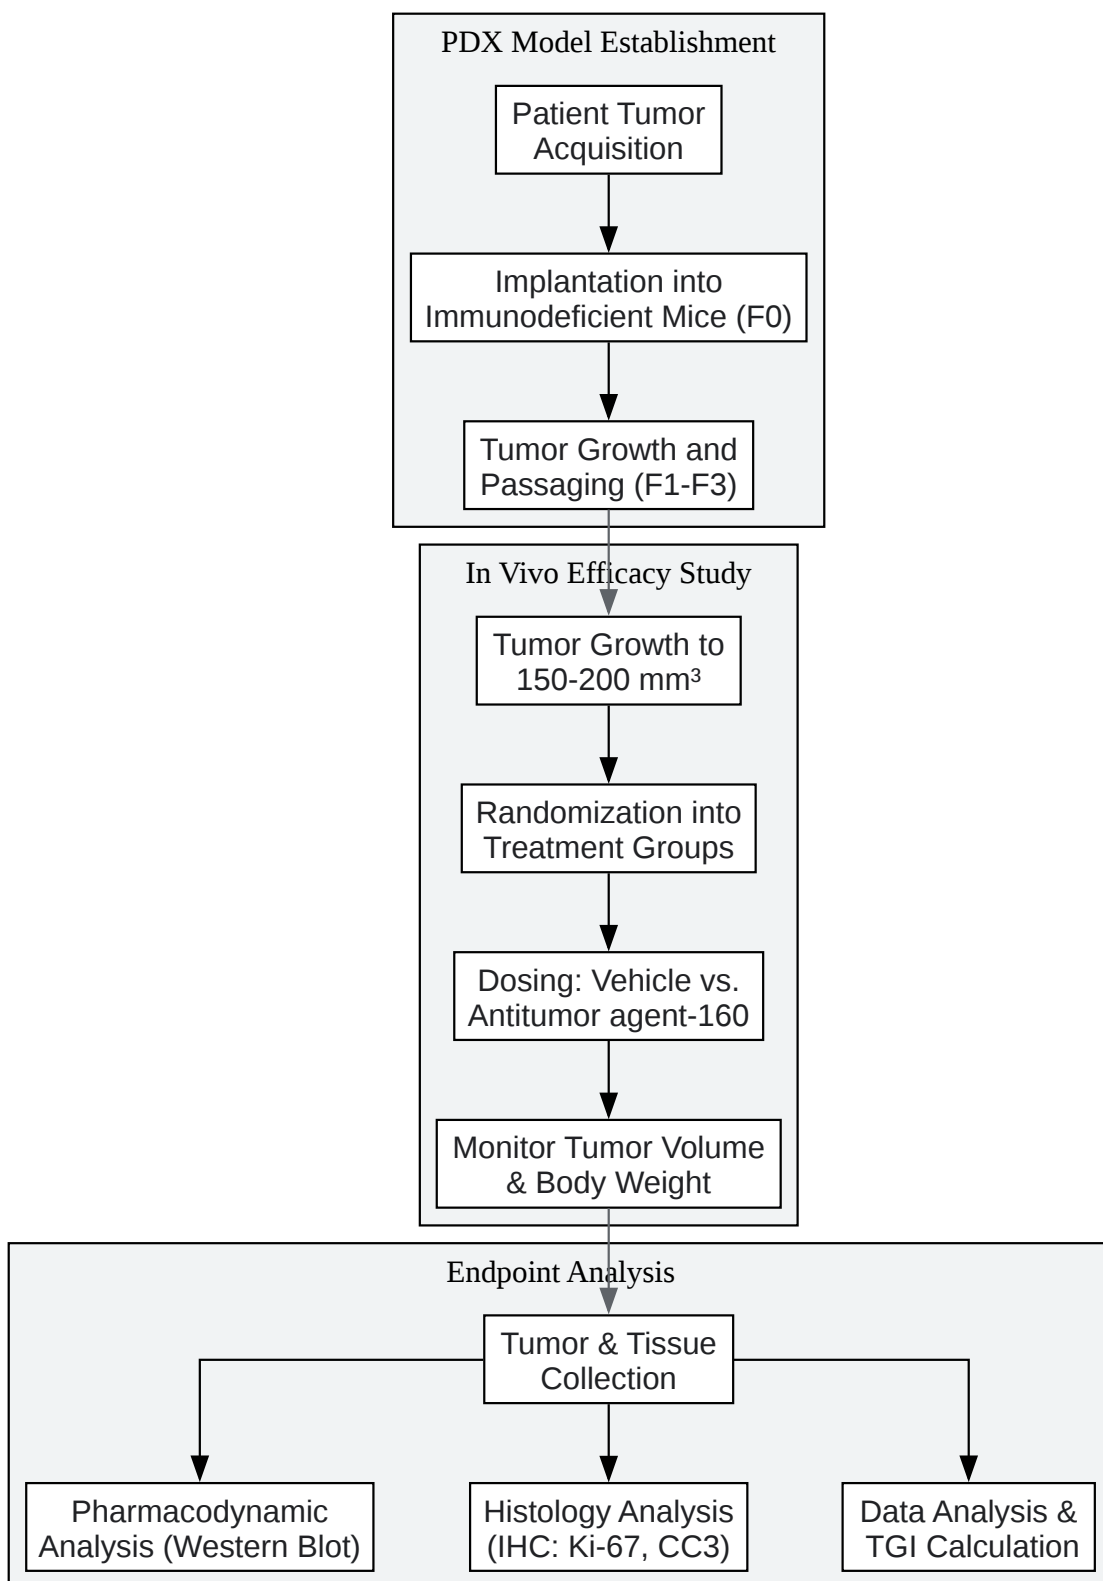 PDX Model Establishment
Patient Tumor
Acquisition
Implantation into
Immunodeficient Mice (F0)
Tumor Growth and
Passaging (F1-F3)
In Vivo Efficacy Study
Tumor Growth to
150-200 mm³
Randomization into
Treatment Groups
Dosing: Vehicle vs.
Antitumor agent-160
Monitor Tumor Volume
& Body Weight
Endpoint Analysis
Tumor & Tissue
Collection
Pharmacodynamic
Analysis (Western Blot)
Histology Analysis
(IHC: Ki-67, CC3)
Data Analysis &
TGI Calculation